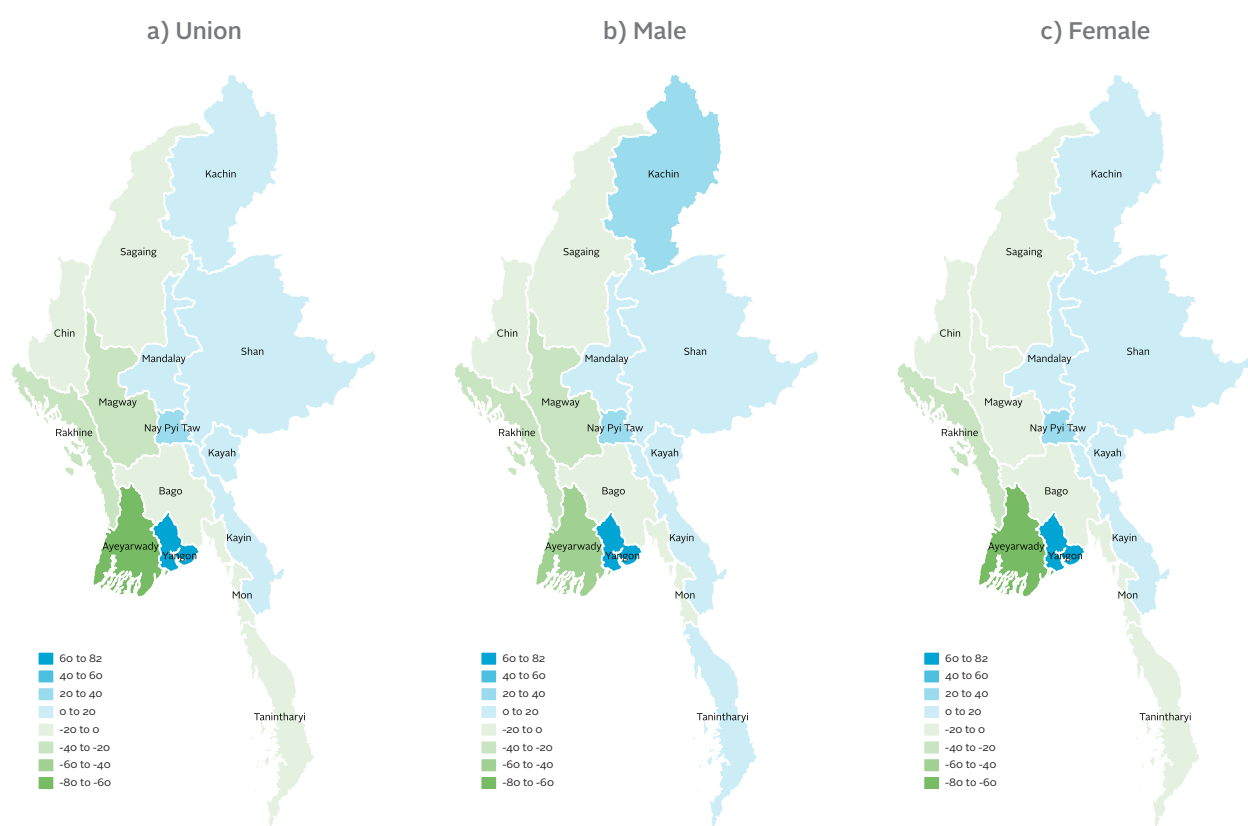 a) Union
Kachin
Sagaing
Chin
Shan
Mandalay
Magway
Nay Pyi Taw
Rakhine
Kayah
Bago
Kayin
Ayeyarwady
Yangon
Mon
Tanintharyi
60 to 82
40 to 60
20 to 40
0 to 20
-20 to 0
-40 to -20
-60 to -40
-80 to -60
b) Male
Kachin
Sagaing
Chin
Shan
Mandalay
Magway
Nay Pyi Taw
Rakhine
Kayah
Bago
Kayin
Ayeyarwady
Yangon
Mon
Tanintharyi
60 to 82
40 to 60
20 to 40
0 to 20
-20 to 0
-40 to -20
-60 to -40
-80 to -60
c) Female
Kachin
Sagaing
Chin
Shan
Mandalay
Magway
Nay Pyi Taw
Rakhine
Kayah
Bago
Kayin
Ayeyarwady
Yangon
Mon
Tanintharyi
60 to 82
40 to 60
20 to 40
0 to 20
-20 to 0
-40 to -20
-60 to -40
-80 to -60